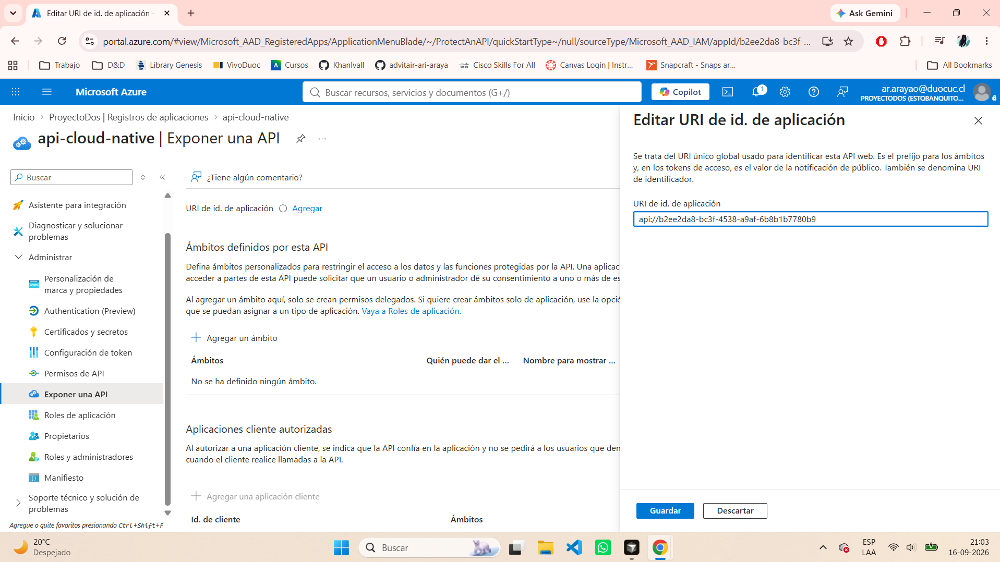 Editar URI de id. de aplicación -
Ask Gemini
portal.azure.com/#view/Microsoft_AAD_RegisteredApps/ApplicationMenuBlade/~/ProtectAnAPI/quickStartType~/null/sourceType/Microsoft_AAD_IAM/appId/b2ee2da8-bc3f-...
Trabajo
D&D
Library Genesis
VivoDuoc
Cursos
KhanIvall
advitair-ari-araya
Cisco Skills For All
Canvas Login | Instr...
Snapcraft - Snaps ar...
All Bookmarks
Microsoft Azure
Buscar recursos, servicios y documentos (G+/)
Copilot
1
ar.arayao@duocuc.cl
PROYECTODOS (ESTQBANQUITO...
Inicio > ProyectoDos | Registros de aplicaciones > api-cloud-native
api-cloud-native | Exponer una API
Buscar
Asistente para integración
Diagnosticar y solucionar
problemas
Administrar
Personalización de
marca y propiedades
Authentication (Preview)
Certificados y secretos
Configuración de token
Permisos de API
Exponer una API
Roles de aplicación
Propietarios
Roles y administradores
Manifiesto
Soporte técnico y solución de
problemas
Agregue o quite favoritos presionando Ctrl+Shift+F
¿Tiene algún comentario?
URI de id. de aplicación Agregar
Ámbitos definidos por esta API
Defina ámbitos personalizados para restringir el acceso a los datos y las funciones protegidas por la API. Una aplicac
acceder a partes de esta API puede solicitar que un usuario o administrador dé su consentimiento a uno o más de es
Al agregar un ámbito aquí, solo se crean permisos delegados. Si quiere crear ámbitos solo de aplicación, use la opció
que se puedan asignar a un tipo de aplicación. Vaya a Roles de aplicación.
Agregar un ámbito
Ámbitos Quién puede dar el ... Nombre para mostrar ...
No se ha definido ningún ámbito.
Aplicaciones cliente autorizadas
Al autorizar a una aplicación cliente, se indica que la API confía en la aplicación y no se pedirá a los usuarios que den
cuando el cliente realice llamadas a la API.
Agregar una aplicación cliente
Id. de cliente Ámbitos
Editar URI de id. de aplicación
Se trata del URI único global usado para identificar esta API web. Es el prefijo para los ámbitos
y, en los tokens de acceso, es el valor de la notificación de público. También se denomina URI
de identificador.
URI de id. de aplicación
api://b2ee2da8-bc3f-4538-a9af-6b8b1b7780b9
Guardar
Descartar
20°C
Despejado
Buscar
ESP
LAA
21:03
16-09-2026